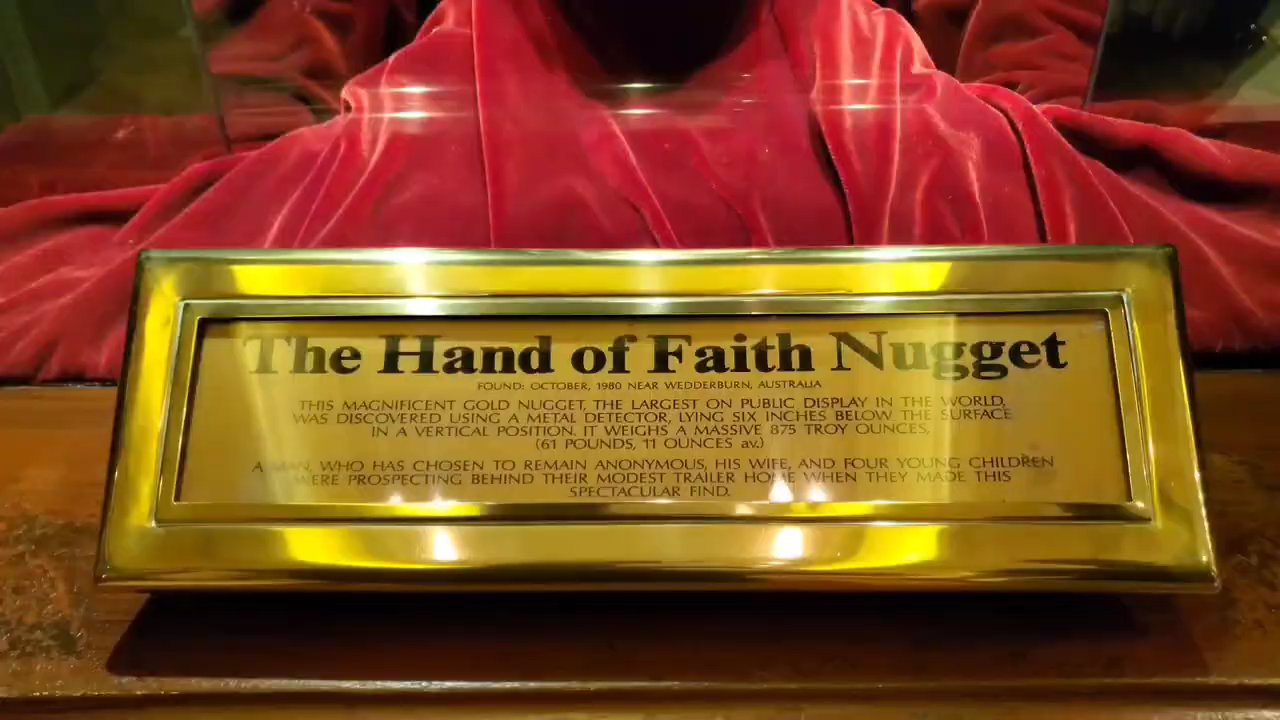 The Hand of Faith Nugget
FOUND: OCTOBER, 1980 NEAR WEDDERBURN, AUSTRALIA
THIS MAGNIFICENT GOLD NUGGET, THE LARGEST ON PUBLIC DISPLAY IN THE WORLD,
WAS DISCOVERED USING A METAL DETECTOR, LYING SIX INCHES BELOW THE SURFACE
IN A VERTICAL POSITION. IT WEIGHS A MASSIVE 875 TROY OUNCES,
(61 POUNDS, 11 OUNCES av.)
A MAN, WHO HAS CHOSEN TO REMAIN ANONYMOUS, HIS WIFE, AND FOUR YOUNG CHILDREN
WERE PROSPECTING BEHIND THEIR MODEST TRAILER HOME WHEN THEY MADE THIS
SPECTACULAR FIND.